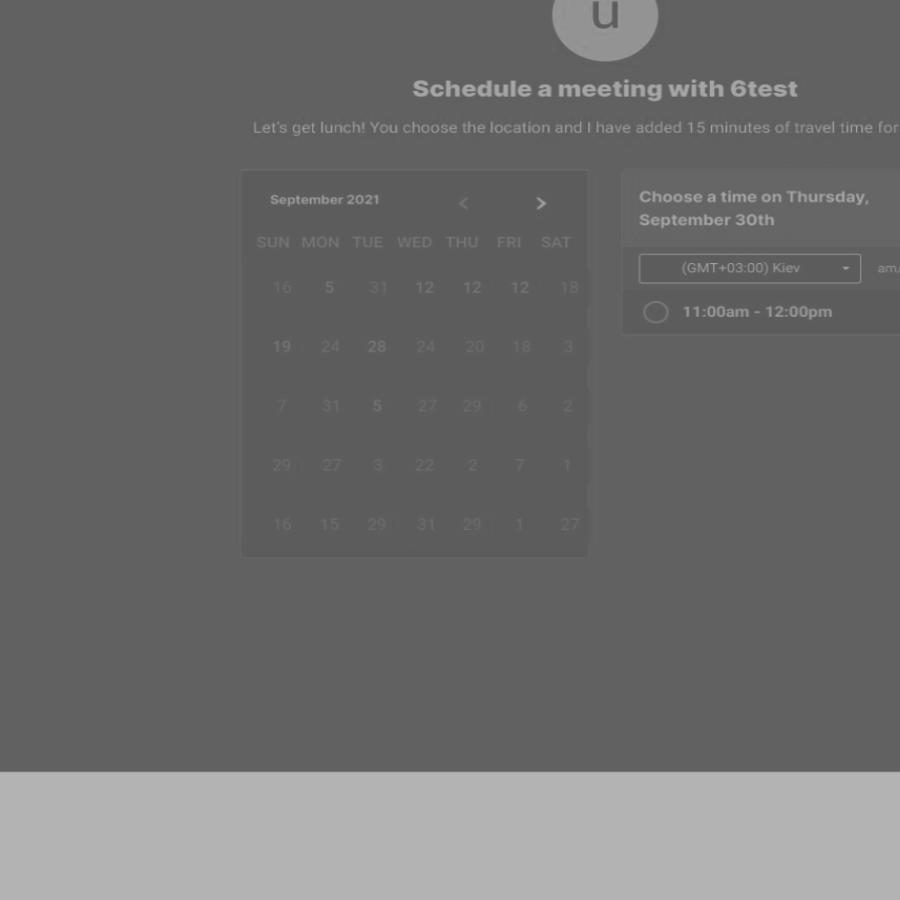 u
Schedule a meeting with 6test
Let's get lunch! You choose the location and I have added 15 minutes of travel time for
September 2021 < >
SUN MON TUE WED THU FRI SAT
16 5 31 12 12 12 18
19 24 28 24 20 18 3
7 31 5 27 29 6 2
29 27 3 22 2 7 1
16 15 29 31 29 1 27
Choose a time on Thursday,
September 30th
(GMT+03:00) Kiev am/
11:00am - 12:00pm